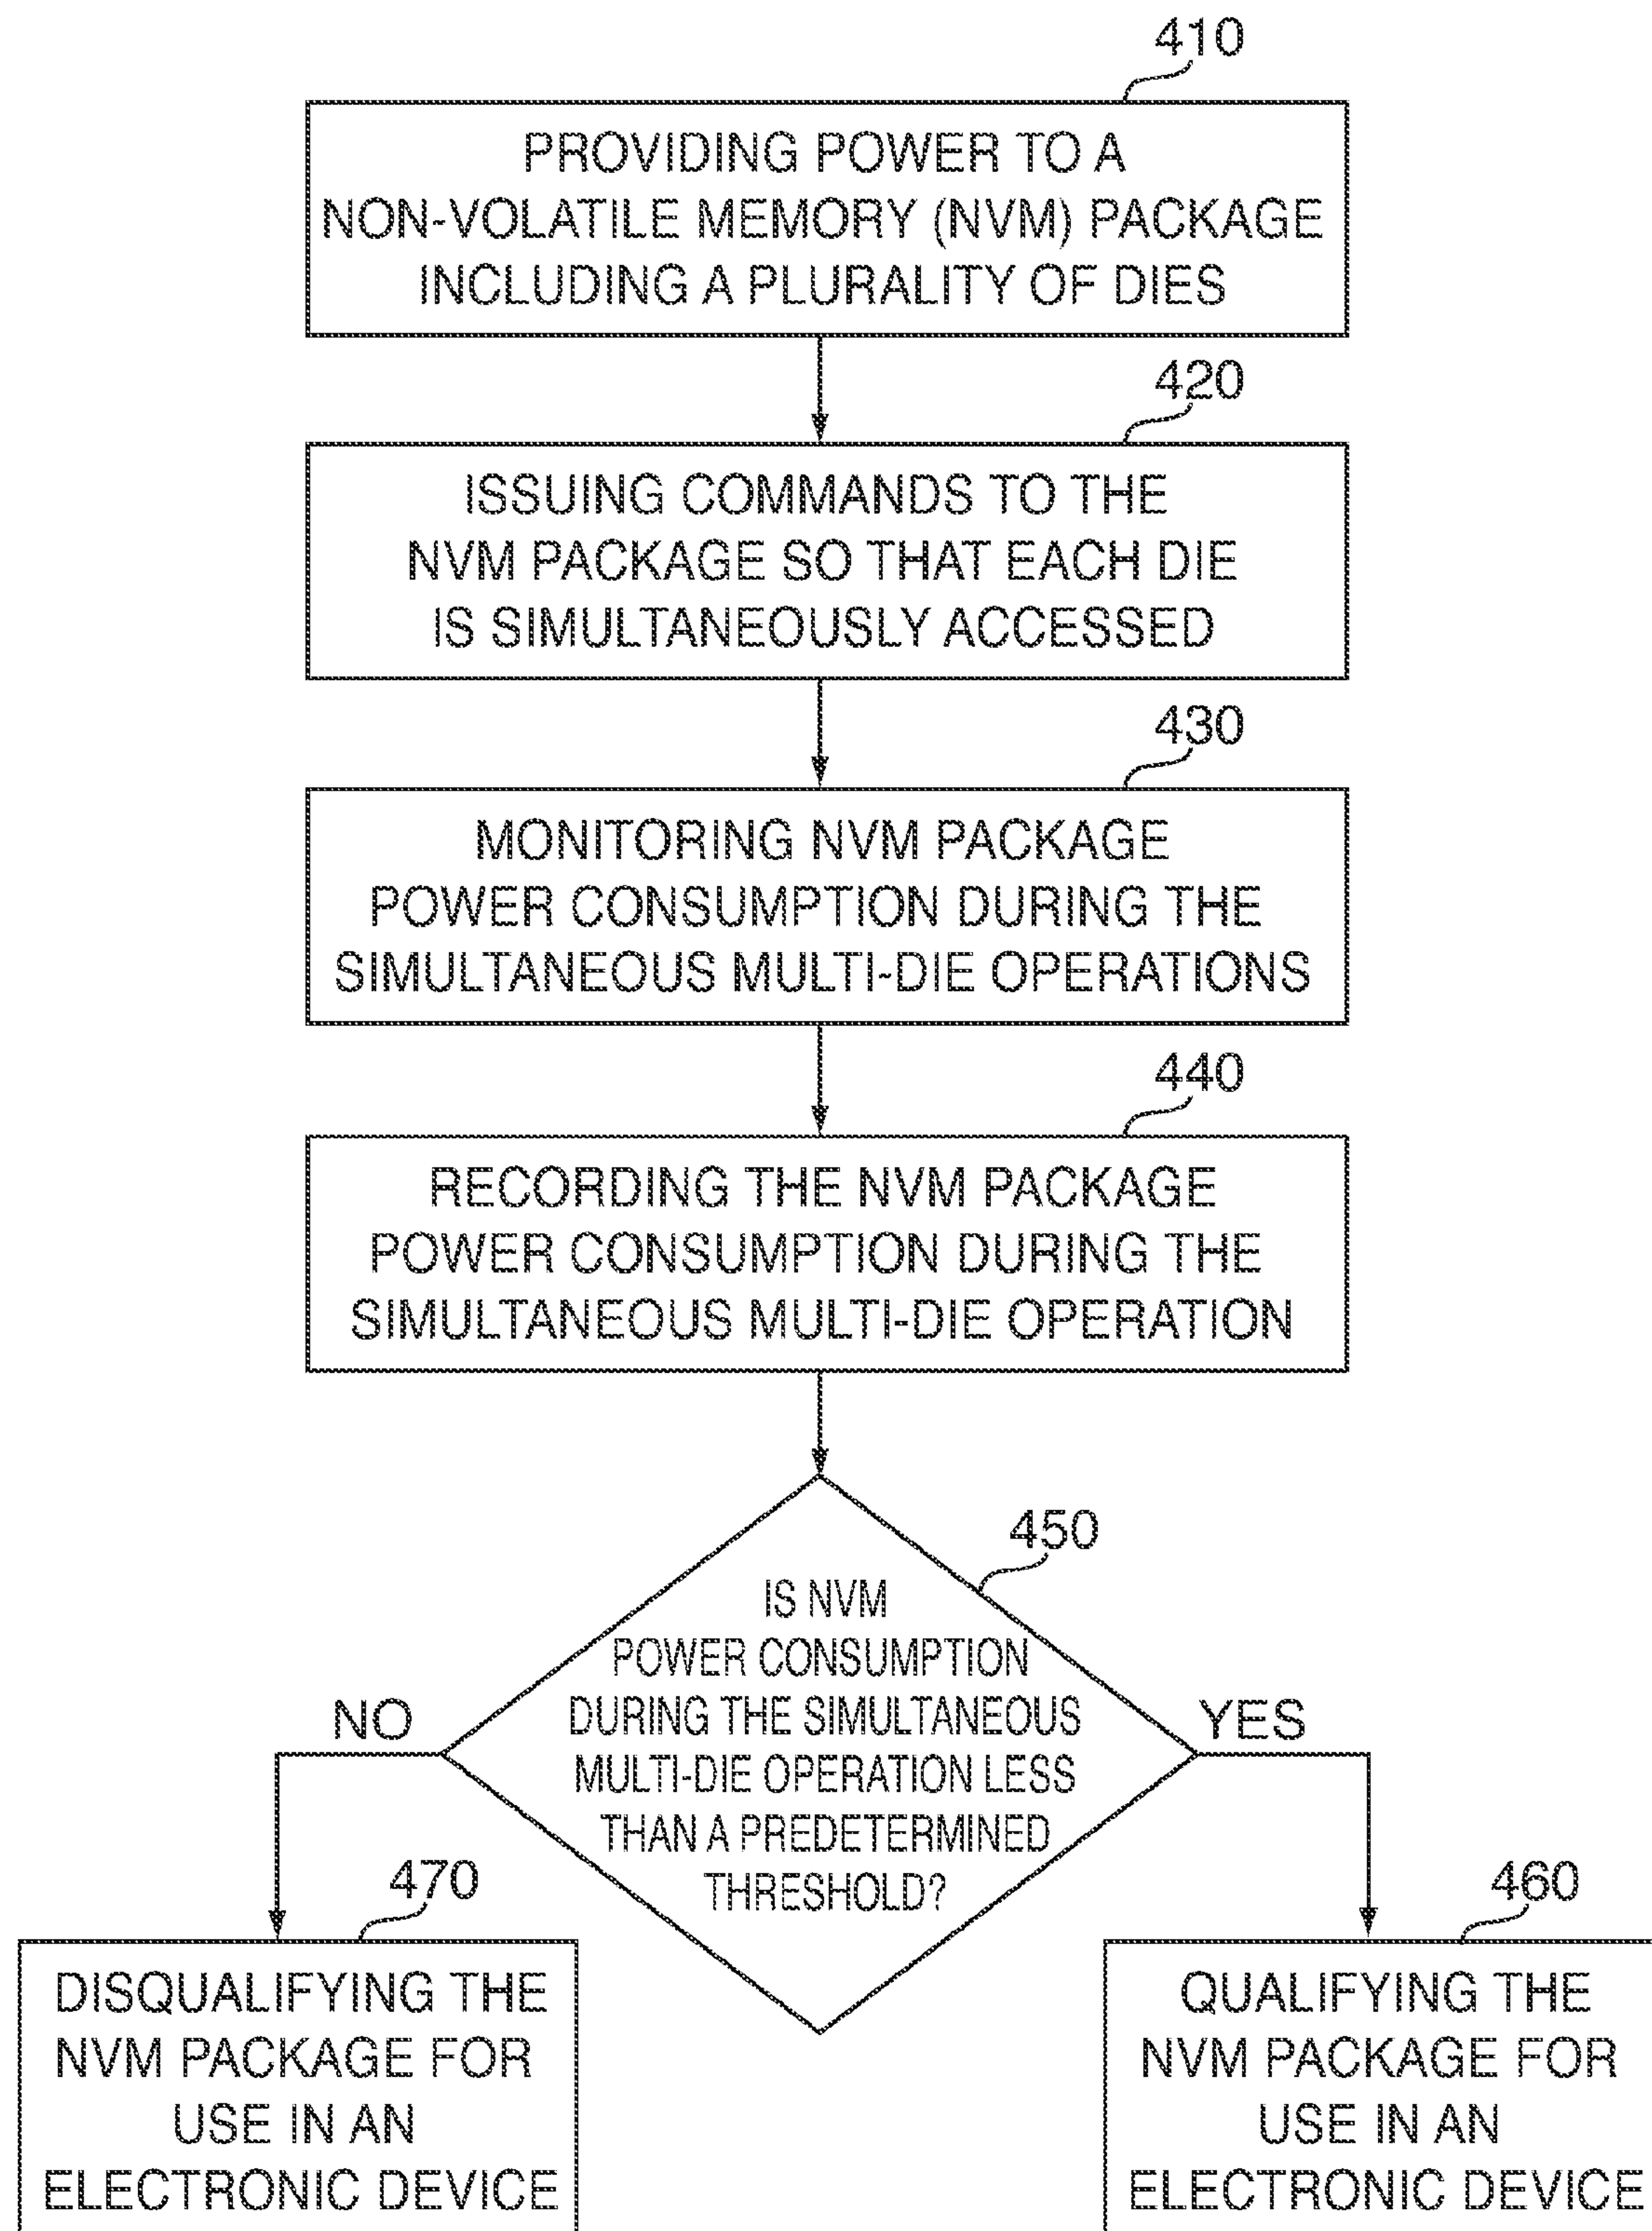 410
PROVIDING POWER TO A
NON-VOLATILE MEMORY (NVM) PACKAGE
INCLUDING A PLURALITY OF DIES
420
ISSUING COMMANDS TO THE
NVM PACKAGE SO THAT EACH DIE
IS SIMULTANEOUSLY ACCESSED
430
MONITORING NVM PACKAGE
POWER CONSUMPTION DURING THE
SIMULTANEOUS MULTI-DIE OPERATIONS
440
RECORDING THE NVM PACKAGE
POWER CONSUMPTION DURING THE
SIMULTANEOUS MULTI-DIE OPERATION
450
IS NVM
POWER CONSUMPTION
DURING THE SIMULTANEOUS
MULTI-DIE OPERATION LESS
THAN A PREDETERMINED
THRESHOLD?
NO
YES
470
DISQUALIFYING THE
NVM PACKAGE FOR
USE IN AN
ELECTRONIC DEVICE
460
QUALIFYING THE
NVM PACKAGE FOR
USE IN AN
ELECTRONIC DEVICE